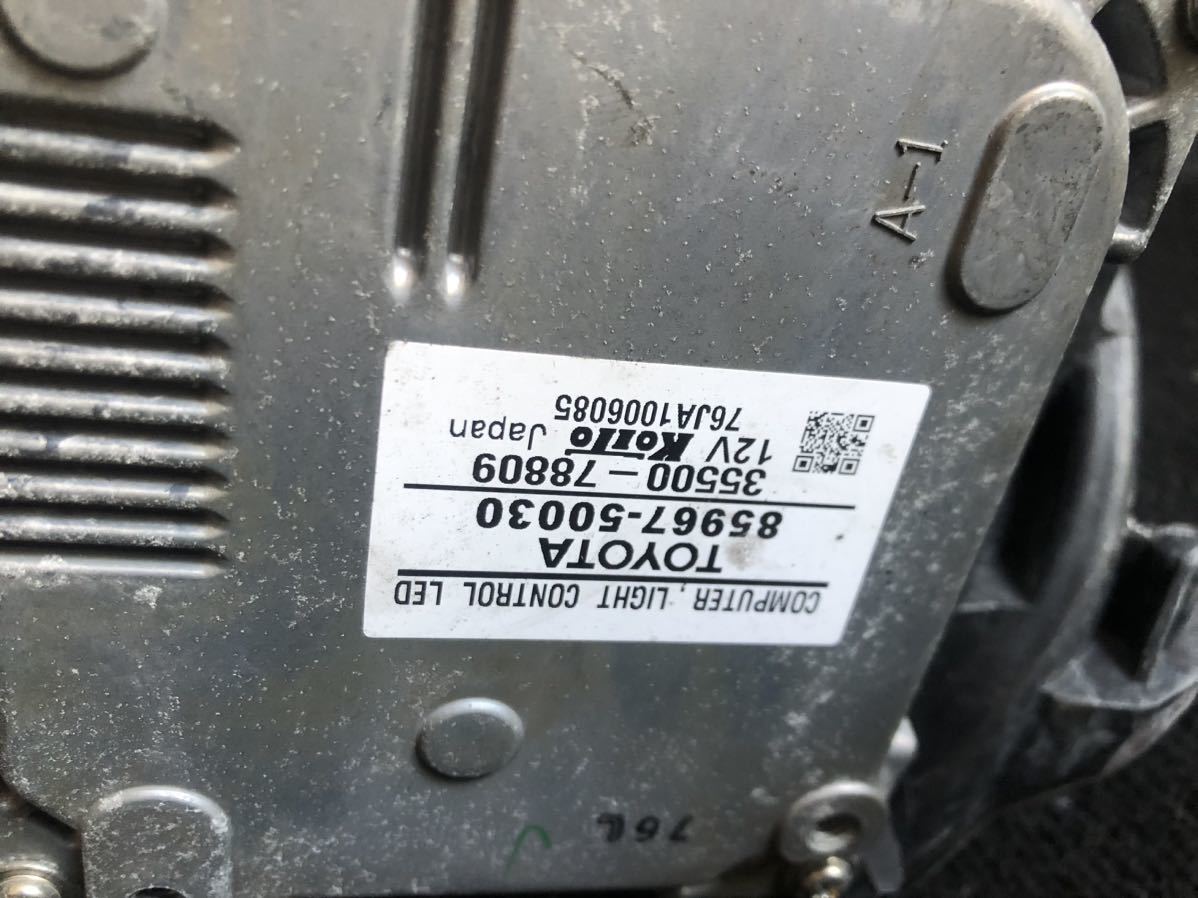 COMPUTER, LIGHT CONTROL LED
TOYOTA
85967-50030
35500-78809
12V Koito Japan
76JA1006085
A-1
76L